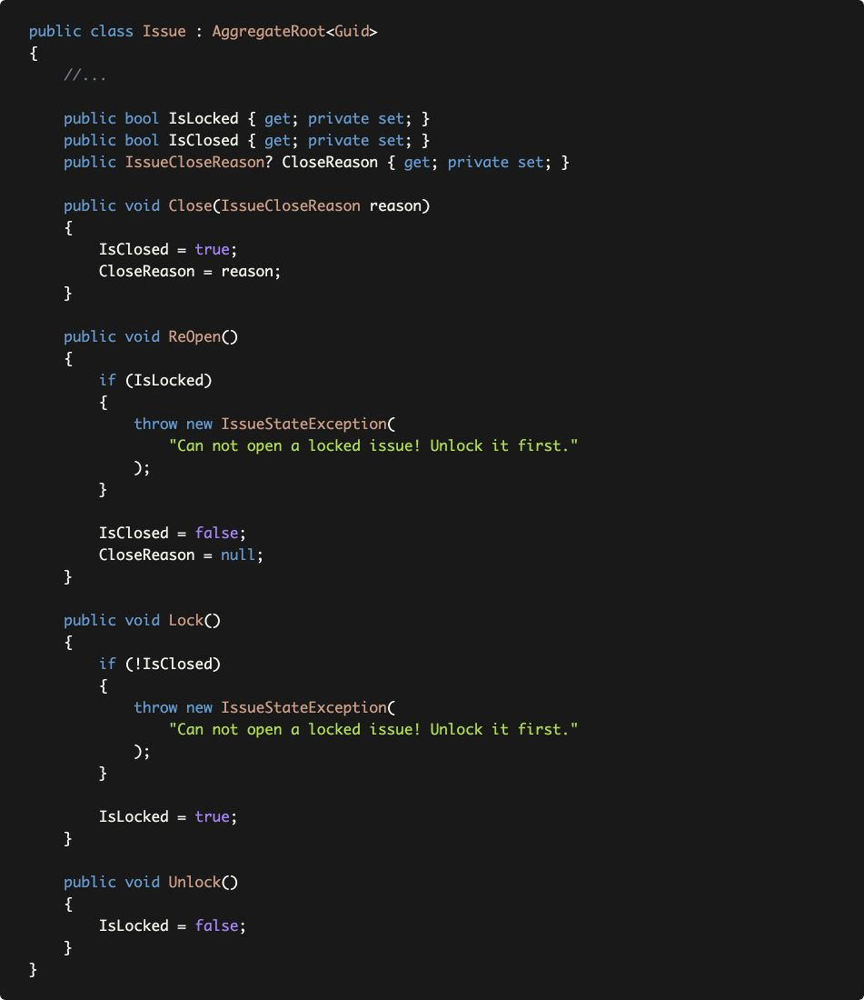 public class Issue : AggregateRoot<Guid>
{
    //...

    public bool IsLocked { get; private set; }
    public bool IsClosed { get; private set; }
    public IssueCloseReason? CloseReason { get; private set; }

    public void Close(IssueCloseReason reason)
    {
        IsClosed = true;
        CloseReason = reason;
    }

    public void ReOpen()
    {
        if (IsLocked)
        {
            throw new IssueStateException(
                "Can not open a locked issue! Unlock it first."
            );
        }

        IsClosed = false;
        CloseReason = null;
    }

    public void Lock()
    {
        if (!IsClosed)
        {
            throw new IssueStateException(
                "Can not open a locked issue! Unlock it first."
            );
        }

        IsLocked = true;
    }

    public void Unlock()
    {
        IsLocked = false;
    }
}